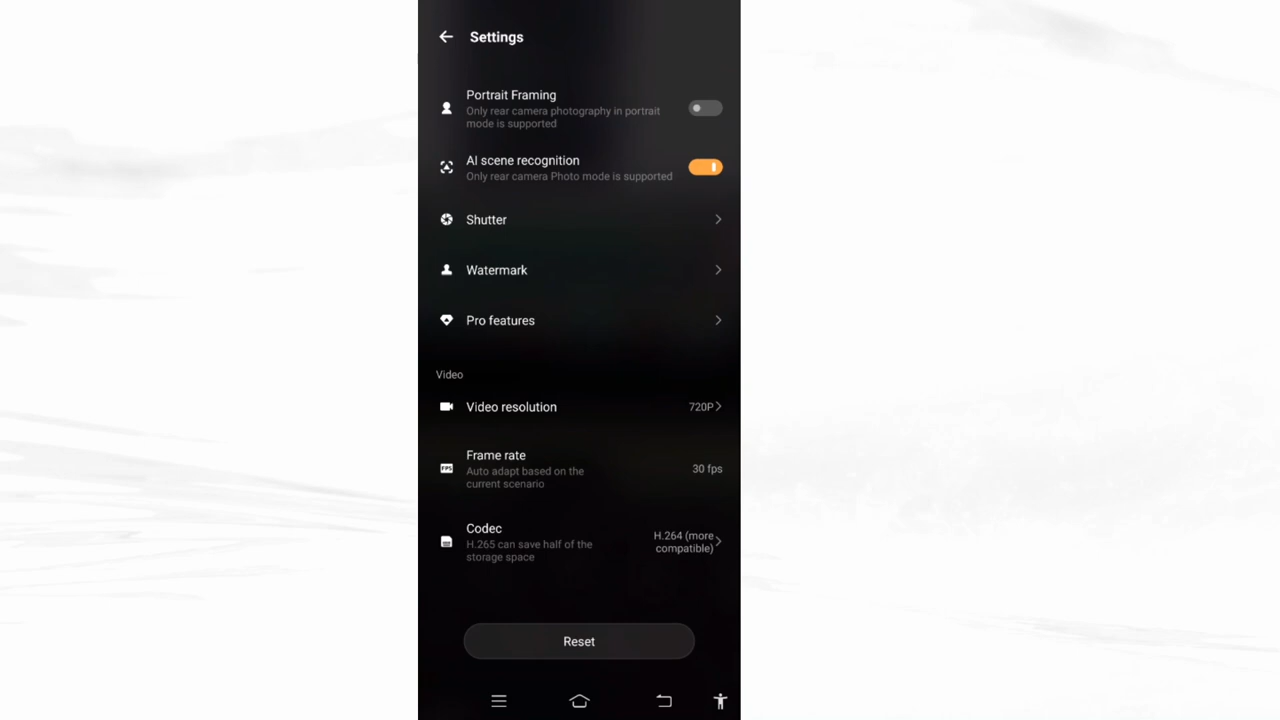 Settings
Portrait Framing
Only rear camera photography in portrait
mode is supported
AI scene recognition
Only rear camera Photo mode is supported
Shutter
Watermark
Pro features
Video
Video resolution
720P
Frame rate
Auto adapt based on the
current scenario
30 fps
FPS
Codec
H.265 can save half of the
storage space
H.264 (more
compatible)
Reset